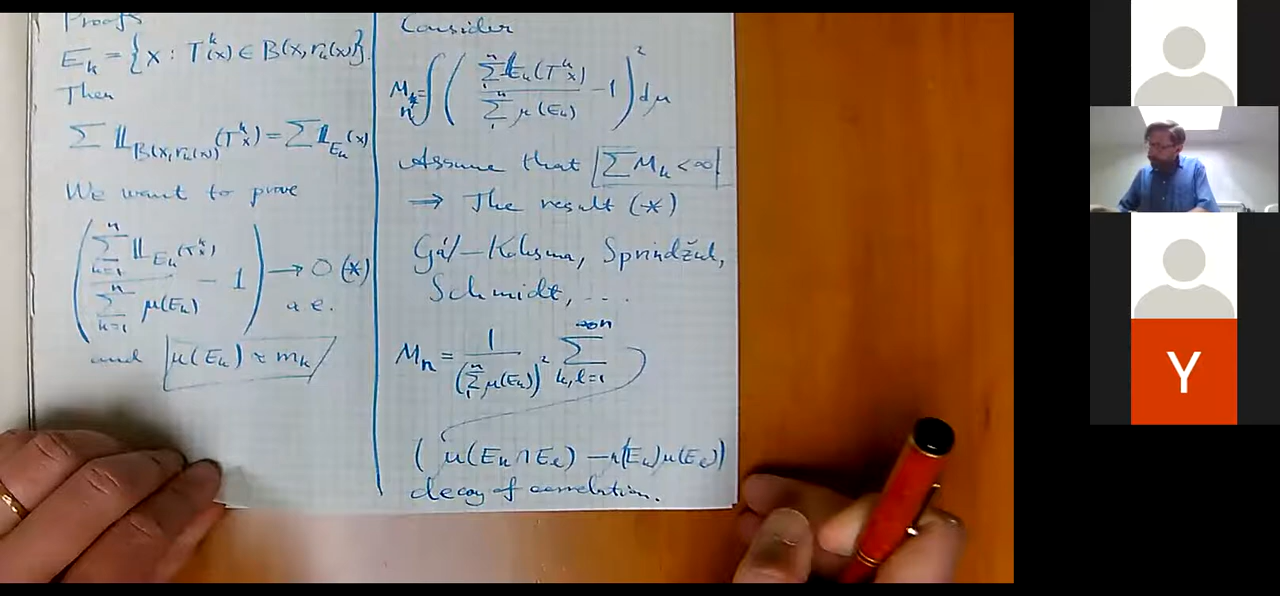 Proofs
E_k = {x : T^k(x) ∈ B(x, r_k(x))}.
Then
∑ 𝟙_{B(x, r_k(x))}(T^k x) = ∑ 𝟙_{E_k}(x)
We want to prove
( ∑_{k=1}^n 𝟙_{E_k}(T^k x) / ∑_{k=1}^n μ(E_k) − 1 ) → 0 (*)
a.e.
and μ(E_k) ≈ m_k
Consider
M_n = ∫ ( ∑_1^n 𝟙_{E_k}(T^k x) / ∑_1^n μ(E_k) − 1 )^2 dμ
Assume that ∑ M_k < ∞
⟹ The result (*)
Gál–Koksma, Sprindžuk,
Schmidt, ...
M_n = 1 / (∑_1^n μ(E_k))^2 ∑_{k,l=1}^n
( μ(E_k ∩ E_l) − μ(E_k) μ(E_l) )
decay of correlation.
Y